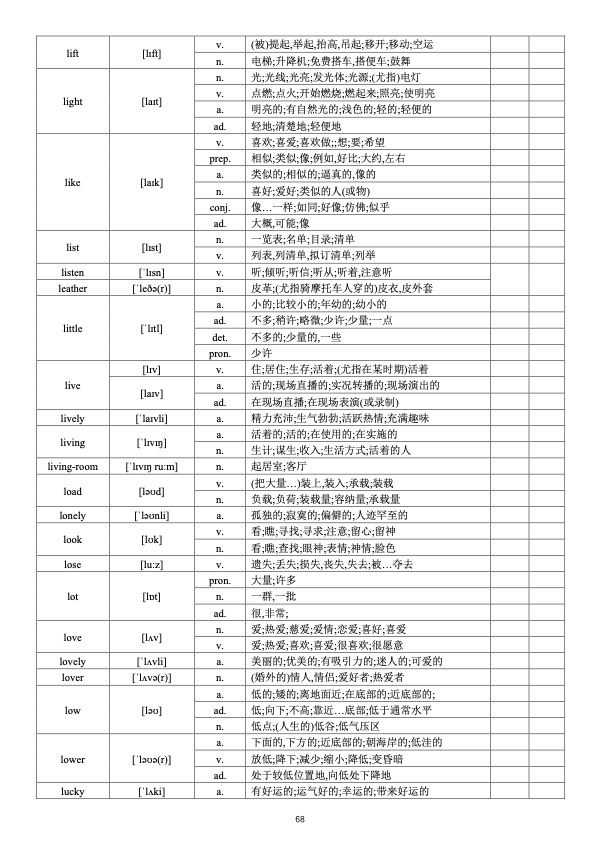 lift [lɪft] v. (被)提起,举起,抬高,吊起;移开;移动;空运
n. 电梯;升降机;免费搭车,搭便车;鼓舞
light [laɪt] n. 光;光线;光亮;发光体;光源;(尤指)电灯
v. 点燃;点火;开始燃烧;燃起来;照亮;使明亮
a. 明亮的;有自然光的;浅色的;轻的;轻便的
ad. 轻地;清楚地;轻便地
like [laɪk] v. 喜欢;喜爱;喜欢做;;想;要;希望
prep. 相似;类似;像;例如,好比;大约,左右
a. 类似的;相似的;逼真的,像的
n. 喜好;爱好;类似的人(或物)
conj. 像…一样;如同;好像;仿佛;似乎
ad. 大概,可能;像
list [lɪst] n. 一览表;名单;目录;清单
v. 列表,列清单,拟订清单;列举
listen [ˈlɪsn] v. 听;倾听;听信;听从;听着,注意听
leather [ˈleðə(r)] n. 皮革;(尤指骑摩托车人穿的)皮衣,皮外套
little [ˈlɪtl] a. 小的;比较小的;年幼的;幼小的
ad. 不多;稍许;略微;少许;少量;一点
det. 不多的;少量的,一些
pron. 少许
live [lɪv] v. 住;居住;生存;活着;(尤指在某时期)活着
[laɪv] a. 活的;现场直播的;实况转播的;现场演出的
ad. 在现场直播;在现场表演(或录制)
lively [ˈlaɪvli] a. 精力充沛;生气勃勃;活跃热情;充满趣味
living [ˈlɪvɪŋ] a. 活着的;活的;在使用的;在实施的
n. 生计;谋生;收入;生活方式;活着的人
living-room [ˈlɪvɪŋ ruːm] n. 起居室;客厅
load [ləʊd] v. (把大量…)装上,装入;承载;装载
n. 负载;负荷;装载量;容纳量;承载量
lonely [ˈləʊnli] a. 孤独的;寂寞的;偏僻的;人迹罕至的
look [lʊk] v. 看;瞧;寻找;寻求;注意;留心;留神
n. 看;瞧;查找;眼神;表情;神情;脸色
lose [luːz] v. 遗失;丢失;损失,丧失,失去;被…夺去
lot [lɒt] pron. 大量;许多
n. 一群,一批
ad. 很,非常;
love [lʌv] n. 爱;热爱;慈爱;爱情;恋爱;喜好;喜爱
v. 爱;热爱;喜欢;喜爱;很喜欢;很愿意
lovely [ˈlʌvli] a. 美丽的;优美的;有吸引力的;迷人的;可爱的
lover [ˈlʌvə(r)] n. (婚外的)情人,情侣;爱好者;热爱者
low [ləʊ] a. 低的;矮的;离地面近;在底部的;近底部的;
ad. 低;向下;不高;靠近…底部;低于通常水平
n. 低点;(人生的)低谷;低气压区
lower [ˈləʊə(r)] a. 下面的,下方的;近底部的;朝海岸的;低洼的
v. 放低;降下;减少;缩小;降低;变昏暗
ad. 处于较低位置地,向低处下降地
lucky [ˈlʌki] a. 有好运的;运气好的;幸运的;带来好运的
68